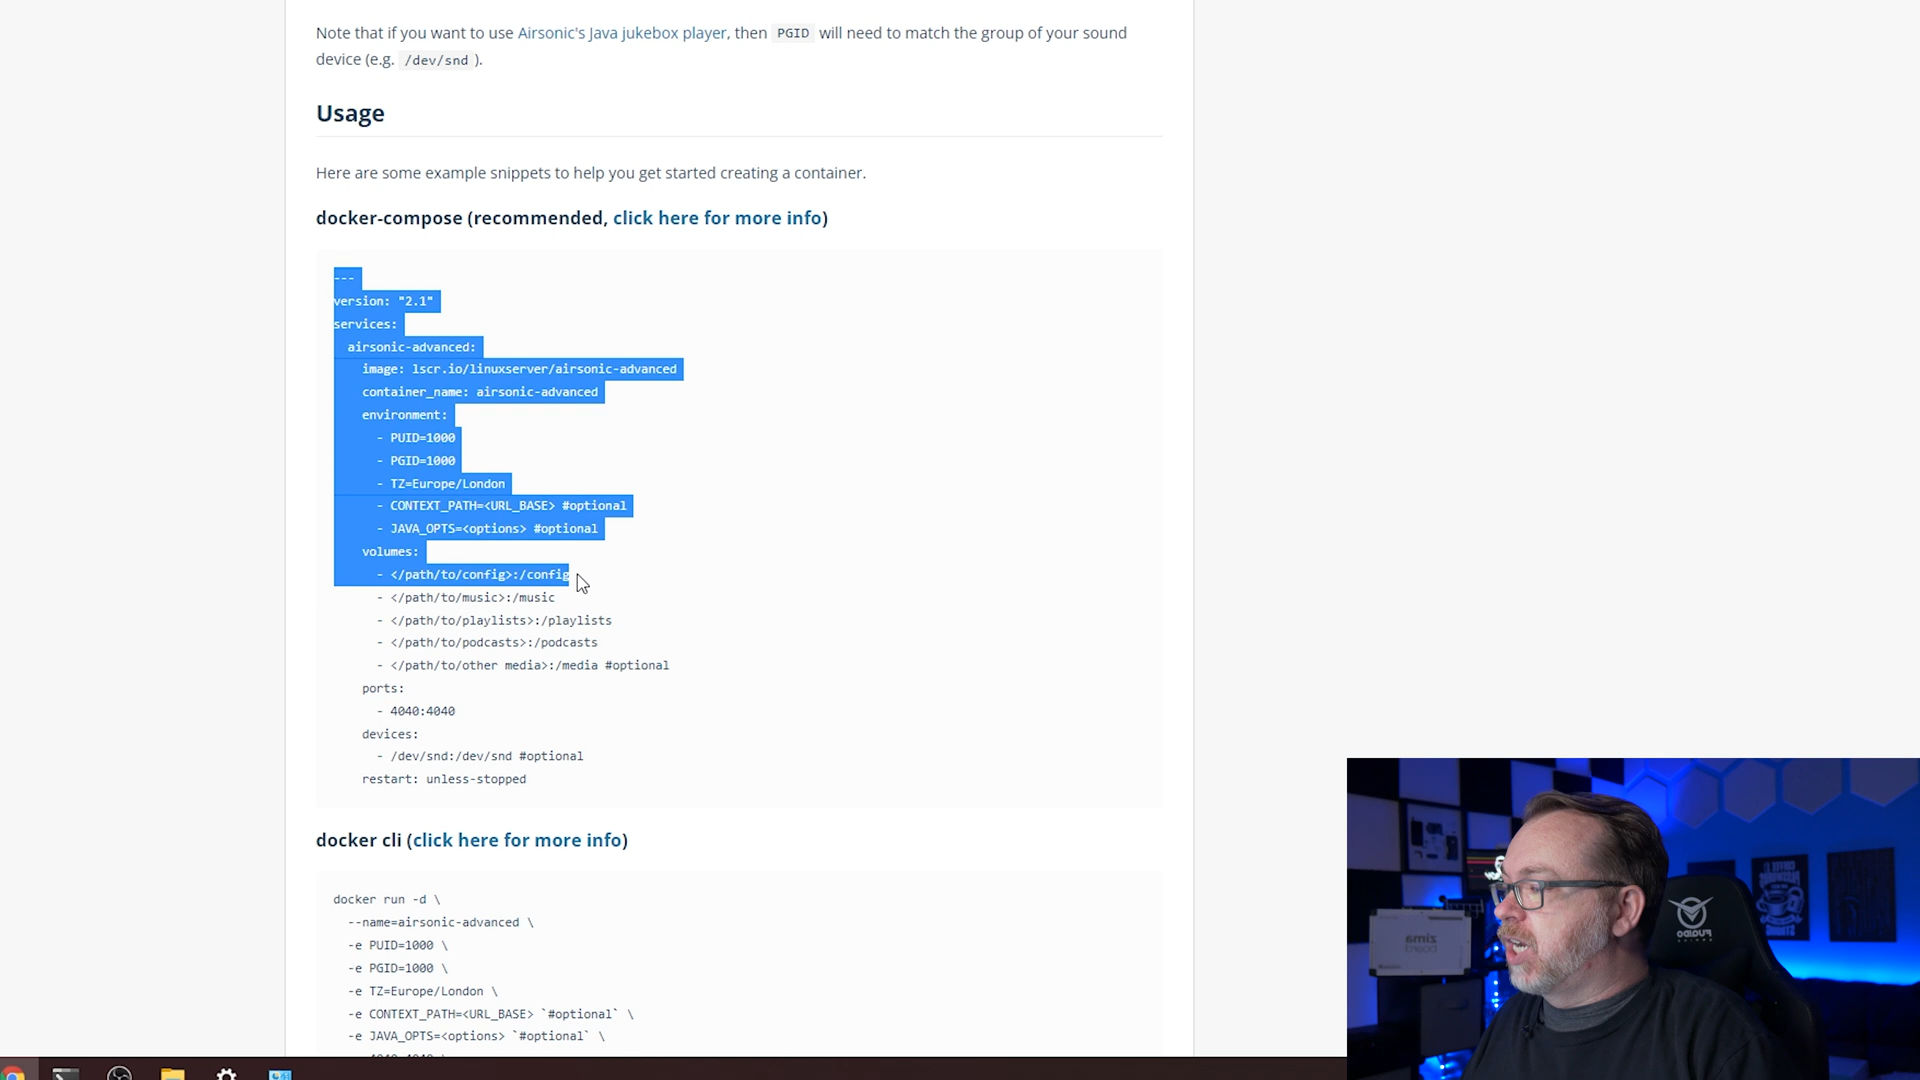 Note that if you want to use Airsonic's Java jukebox player, then PGID will need to match the group of your sound
device (e.g. /dev/snd ).
Usage
Here are some example snippets to help you get started creating a container.
docker-compose (recommended, click here for more info)
---
version: "2.1"
services:
  airsonic-advanced:
    image: lscr.io/linuxserver/airsonic-advanced
    container_name: airsonic-advanced
    environment:
      - PUID=1000
      - PGID=1000
      - TZ=Europe/London
      - CONTEXT_PATH=<URL_BASE> #optional
      - JAVA_OPTS=<options> #optional
    volumes:
      - </path/to/config>:/config
      - </path/to/music>:/music
      - </path/to/playlists>:/playlists
      - </path/to/podcasts>:/podcasts
      - </path/to/other media>:/media #optional
    ports:
      - 4040:4040
    devices:
      - /dev/snd:/dev/snd #optional
    restart: unless-stopped
docker cli (click here for more info)
docker run -d \
  --name=airsonic-advanced \
  -e PUID=1000 \
  -e PGID=1000 \
  -e TZ=Europe/London \
  -e CONTEXT_PATH=<URL_BASE> `#optional` \
  -e JAVA_OPTS=<options> `#optional` \
zima
board